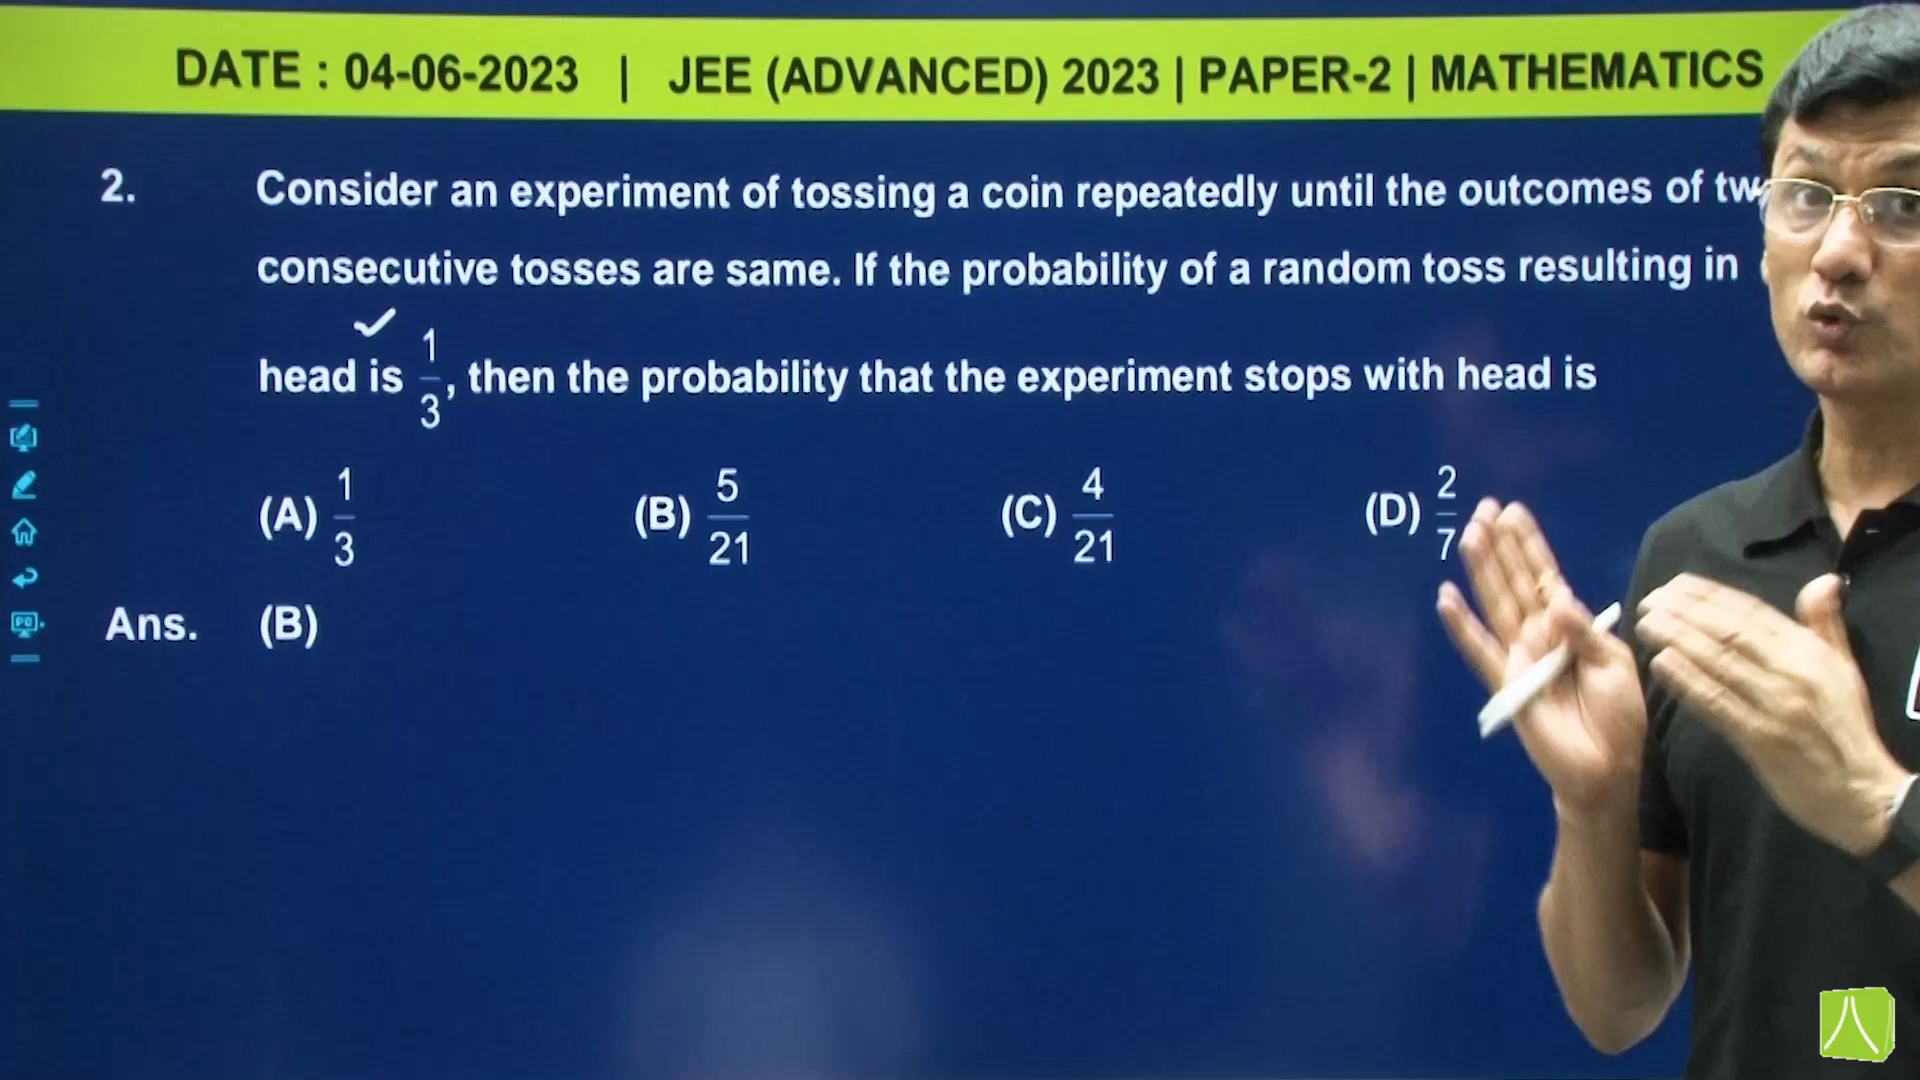 DATE : 04-06-2023 | JEE (ADVANCED) 2023 | PAPER-2 | MATHEMATICS
2. Consider an experiment of tossing a coin repeatedly until the outcomes of tw
consecutive tosses are same. If the probability of a random toss resulting in
head is 1/3, then the probability that the experiment stops with head is
(A) 1/3 (B) 5/21 (C) 4/21 (D) 2/7
Ans. (B)